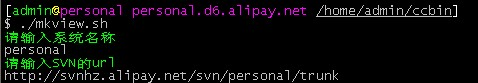 [admin@personal personal.d6.alipay.net /home/admin/ccbin]
$ ./mkview.sh
请输入系统名称
personal
请输入SVN的url
http://svnhz.alipay.net/svn/personal/trunk